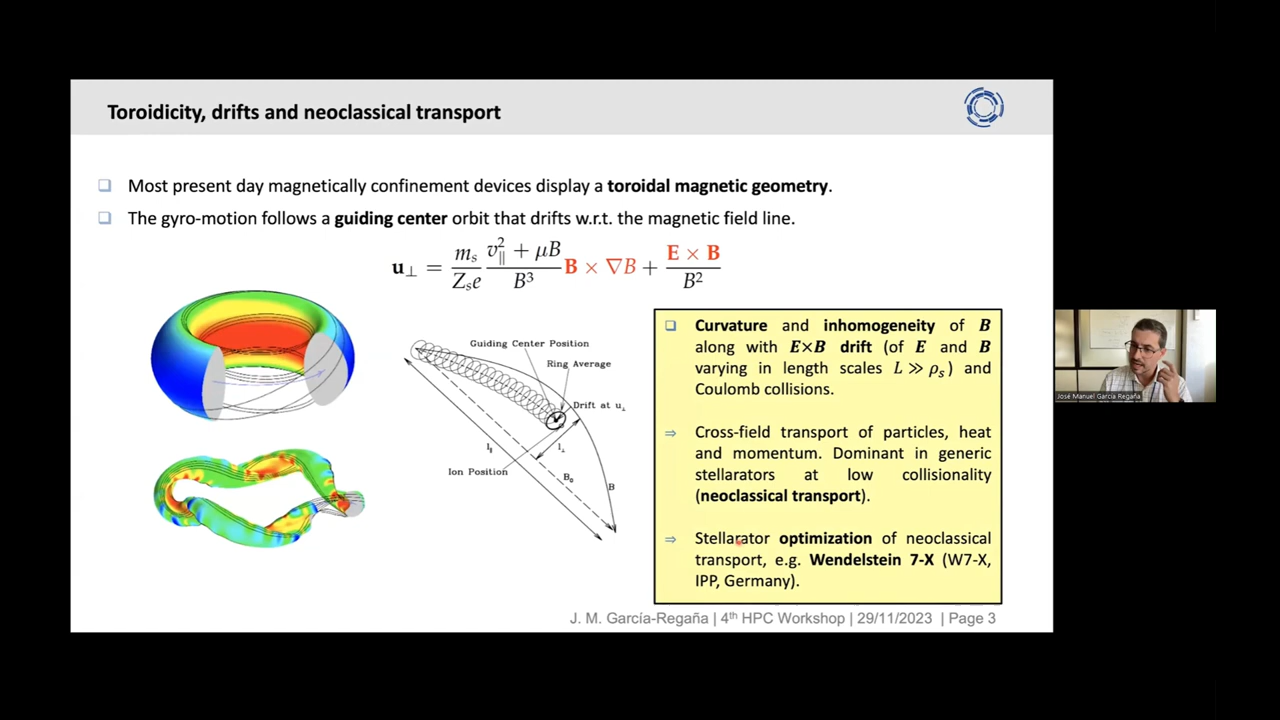 Toroidicity, drifts and neoclassical transport
❑ Most present day magnetically confinement devices display a toroidal magnetic geometry.
❑ The gyro-motion follows a guiding center orbit that drifts w.r.t. the magnetic field line.
u⊥ = (m_s / Z_s e) ((v∥² + μB) / B³) B × ∇B + (E × B) / B²
Guiding Center Position
Ring Average
Drift at u⊥
l∥
l⊥
Ion Position
B₀
B
❑ Curvature and inhomogeneity of B
along with E×B drift (of E and B
varying in length scales L ≫ ρ_s) and
Coulomb collisions.
⇒ Cross-field transport of particles, heat
and momentum. Dominant in generic
stellarators at low collisionality
(neoclassical transport).
⇒ Stellarator optimization of neoclassical
transport, e.g. Wendelstein 7-X (W7-X,
IPP, Germany).
J. M. García-Regaña | 4th HPC Workshop | 29/11/2023 | Page 3
José Manuel García Regaña